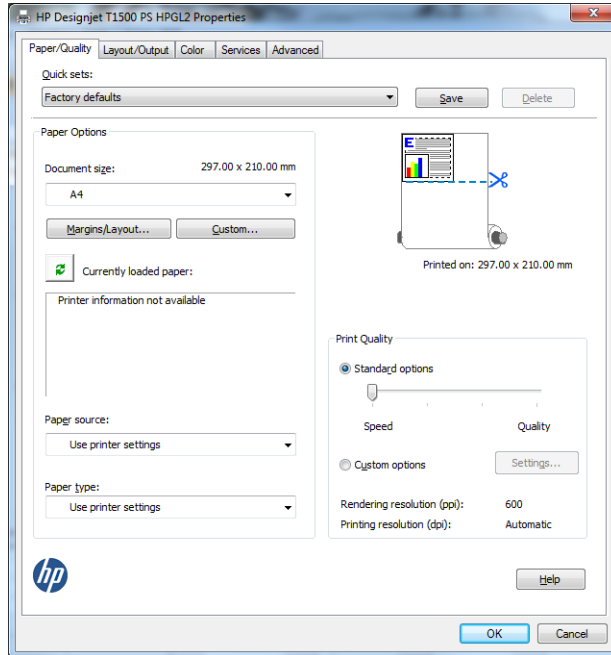 HP Designjet T1500 PS HPGL2 Properties
Paper/Quality Layout/Output Color Services Advanced
Quick sets:
Factory defaults Save Delete
Paper Options
Document size: 297.00 x 210.00 mm
A4
Margins/Layout... Custom...
Currently loaded paper:
Printer information not available
Paper source:
Use printer settings
Paper type:
Use printer settings
E
Printed on: 297.00 x 210.00 mm
Print Quality
Standard options
Speed Quality
Custom options Settings...
Rendering resolution (ppi): 600
Printing resolution (dpi): Automatic
hp
Help
OK Cancel